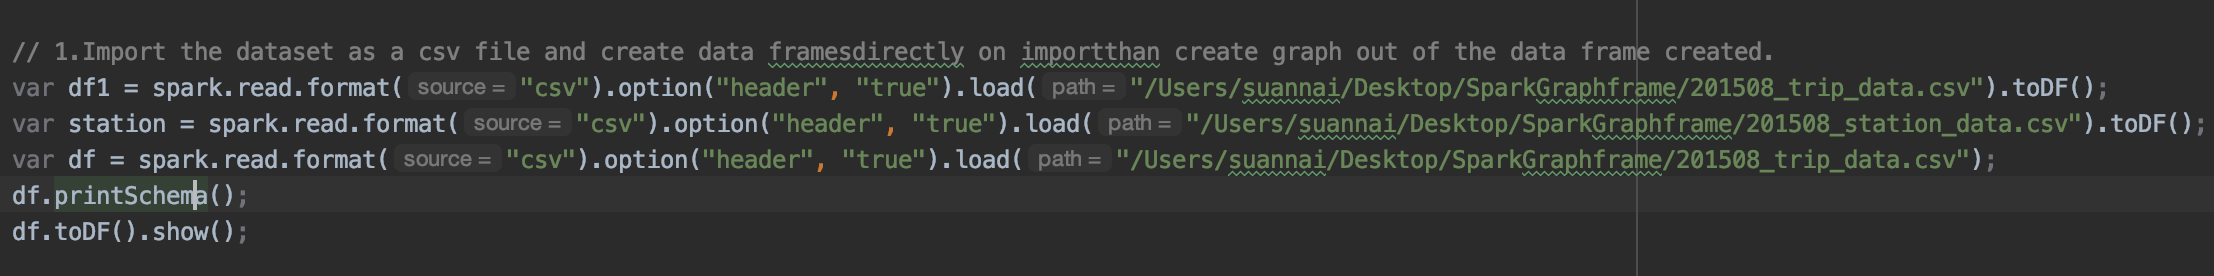 // 1.Import the dataset as a csv file and create data framesdirectly on importthan create graph out of the data frame created.
var df1 = spark.read.format( source = "csv").option("header", "true").load( path = "/Users/suannai/Desktop/SparkGraphframe/201508_trip_data.csv").toDF();
var station = spark.read.format( source = "csv").option("header", "true").load( path = "/Users/suannai/Desktop/SparkGraphframe/201508_station_data.csv").toDF();
var df = spark.read.format( source = "csv").option("header", "true").load( path = "/Users/suannai/Desktop/SparkGraphframe/201508_trip_data.csv");
df.printSchema();
df.toDF().show();